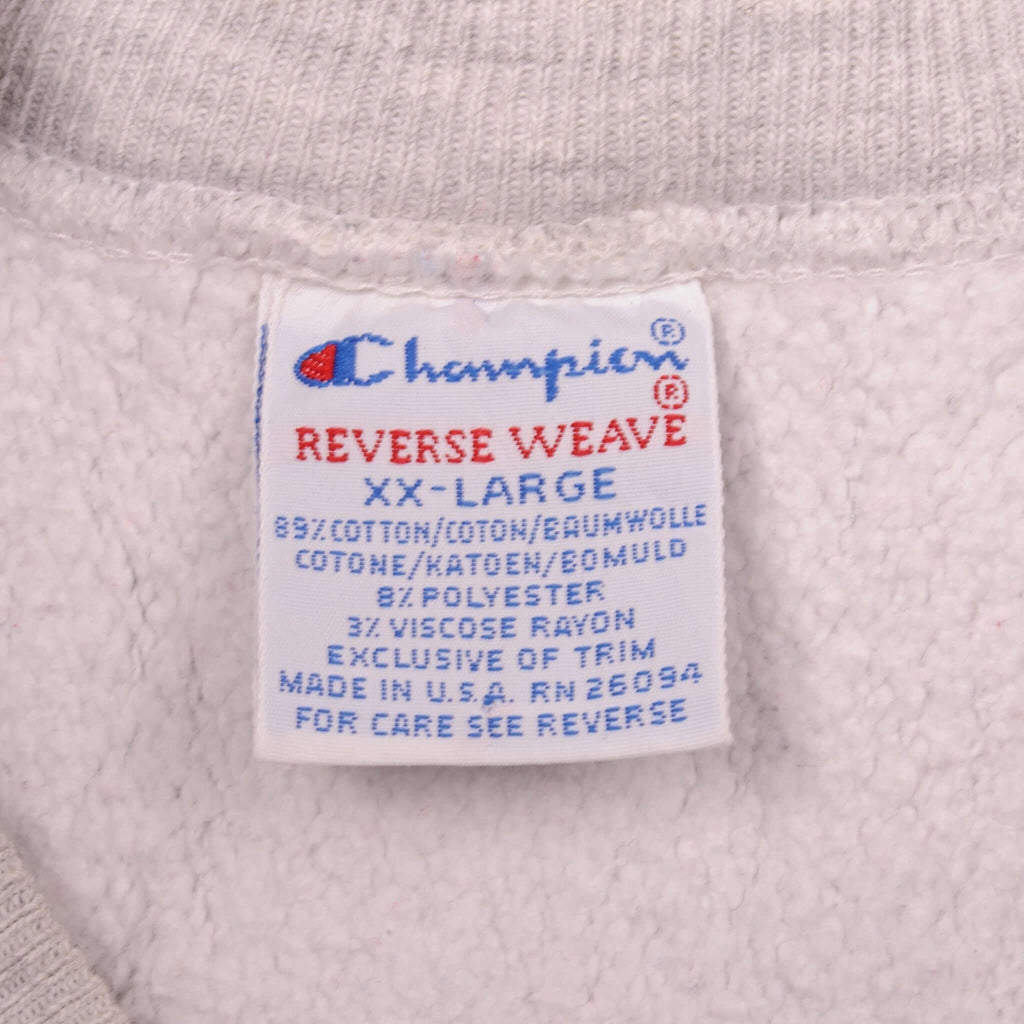 Champion®
REVERSE WEAVE®
XX-LARGE
89% COTTON/COTON/BAUMWOLLE
COTONE/KATOEN/BOMULD
8% POLYESTER
3% VISCOSE RAYON
EXCLUSIVE OF TRIM
MADE IN U.S.A. RN 26094
FOR CARE SEE REVERSE